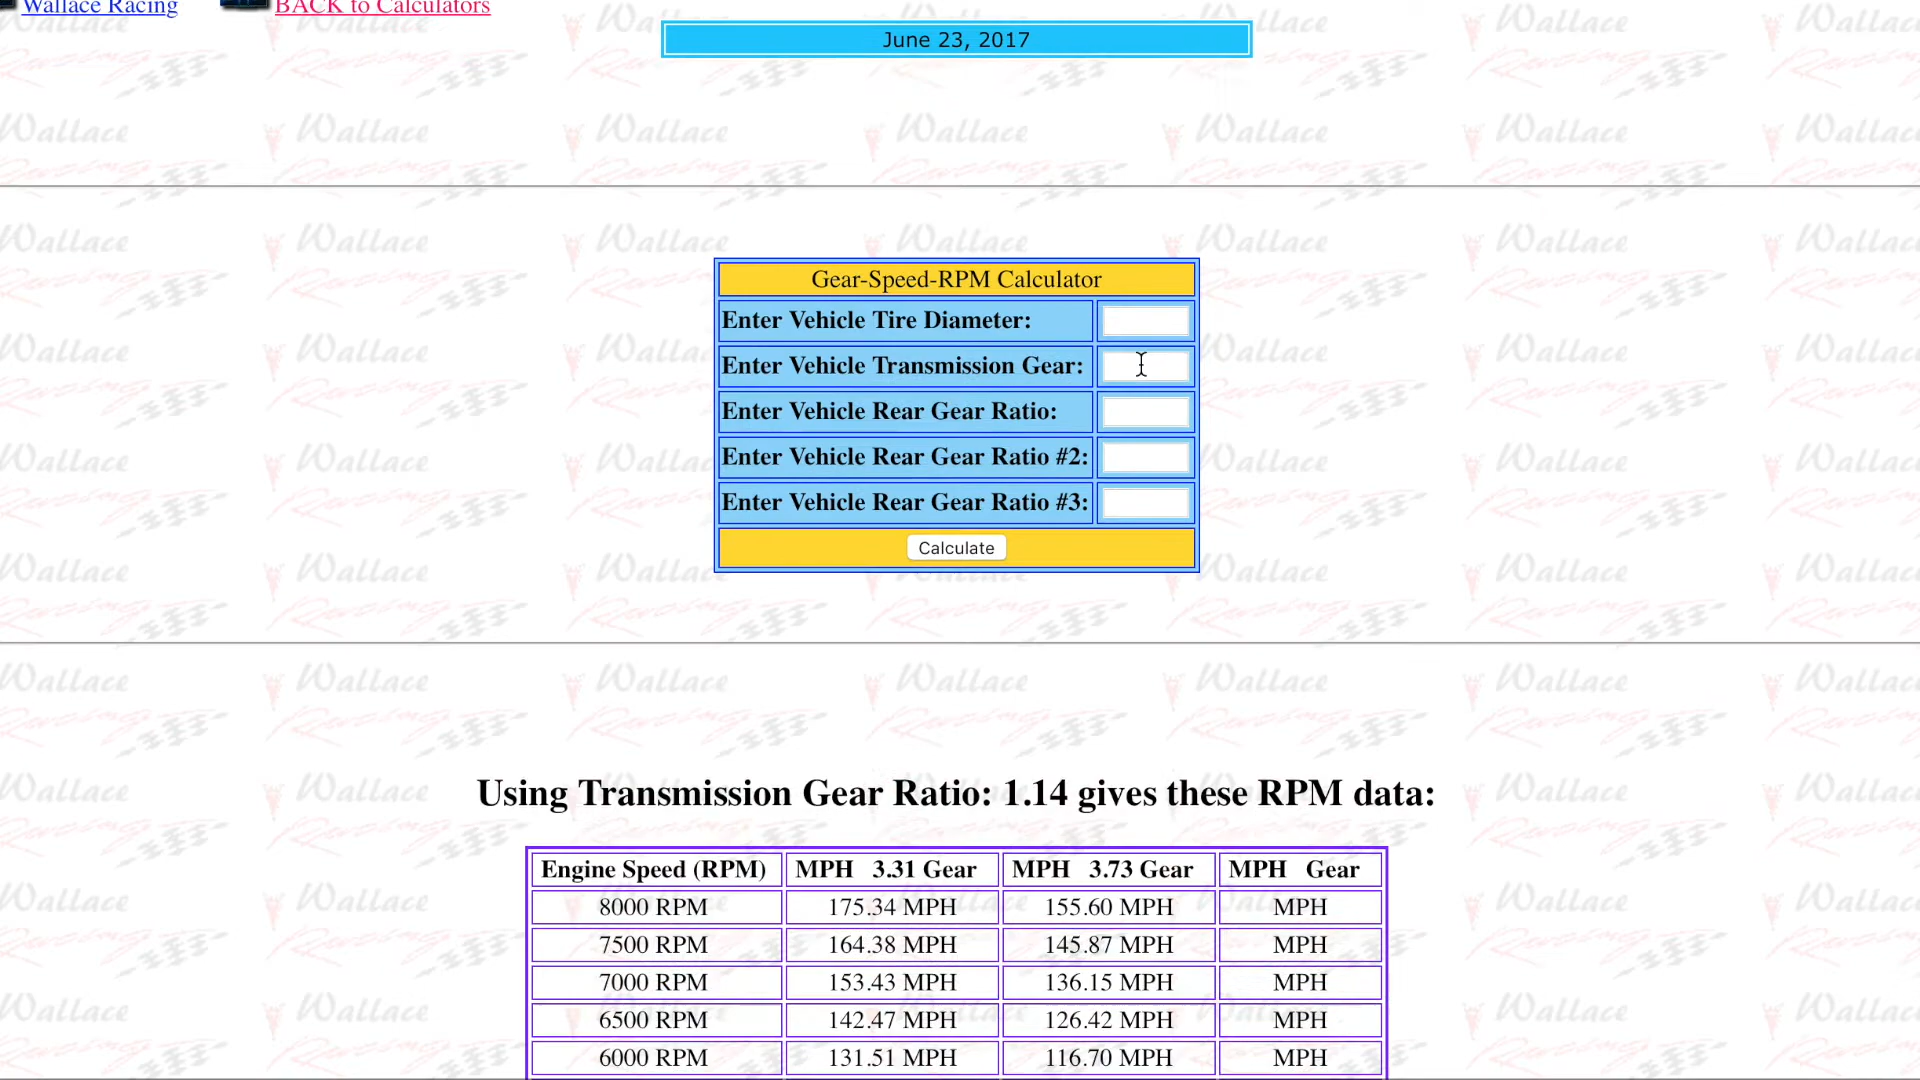 Wallace Racing BACK to Calculators
June 23, 2017
Gear-Speed-RPM Calculator
Enter Vehicle Tire Diameter:
Enter Vehicle Transmission Gear:
Enter Vehicle Rear Gear Ratio:
Enter Vehicle Rear Gear Ratio #2:
Enter Vehicle Rear Gear Ratio #3:
Calculate
Using Transmission Gear Ratio: 1.14 gives these RPM data:
Engine Speed (RPM) MPH 3.31 Gear MPH 3.73 Gear MPH Gear
8000 RPM 175.34 MPH 155.60 MPH MPH
7500 RPM 164.38 MPH 145.87 MPH MPH
7000 RPM 153.43 MPH 136.15 MPH MPH
6500 RPM 142.47 MPH 126.42 MPH MPH
6000 RPM 131.51 MPH 116.70 MPH MPH